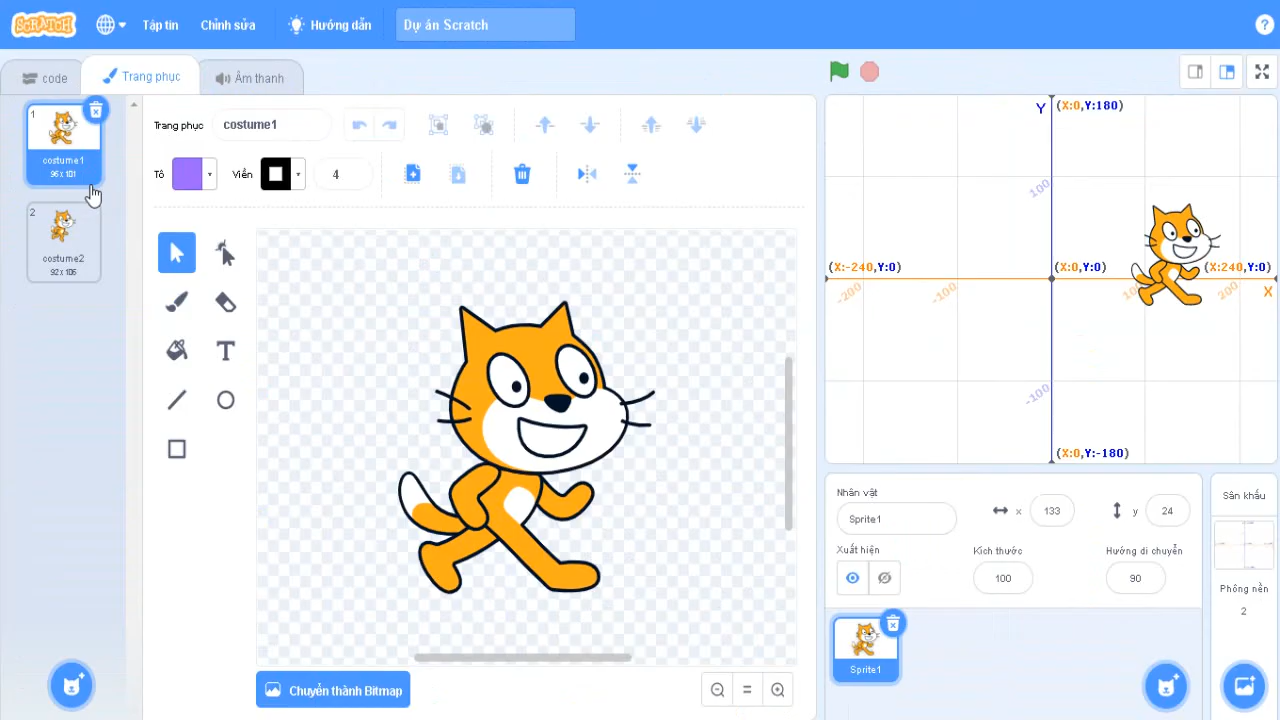 SCRATCH
Tập tin
Chỉnh sửa
Hướng dẫn
Dự án Scratch
?
code
Trang phục
Âm thanh
1
costume1
96 x 101
2
costume2
92 x 106
Trang phục
costume1
Tô
Viền
4
T
Chuyển thành Bitmap
Y
(X:0,Y:180)
100
(X:-240,Y:0)
(X:0,Y:0)
(X:240,Y:0)
-200
-100
100
200
X
-100
(X:0,Y:-180)
Nhân vật
Sprite1
x
133
y
24
Xuất hiện
Kích thước
100
Hướng di chuyển
90
Sprite1
Sân khấu
Phông nền
2